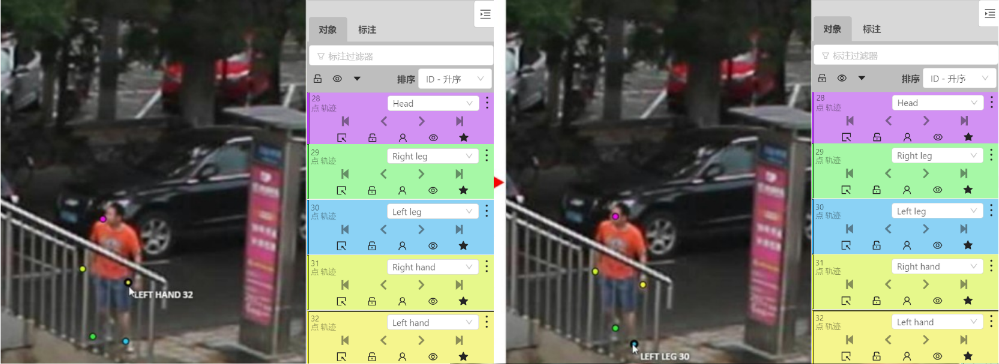 对象
标注
标注过滤器
排序
ID - 升序
28
点 轨迹
Head
29
点 轨迹
Right leg
30
点 轨迹
Left leg
31
点 轨迹
Right hand
32
点 轨迹
Left hand
LEFT HAND 32
对象
标注
标注过滤器
排序
ID - 升序
28
点 轨迹
Head
29
点 轨迹
Right leg
30
点 轨迹
Left leg
31
点 轨迹
Right hand
32
点 轨迹
Left hand
LEFT LEG 30